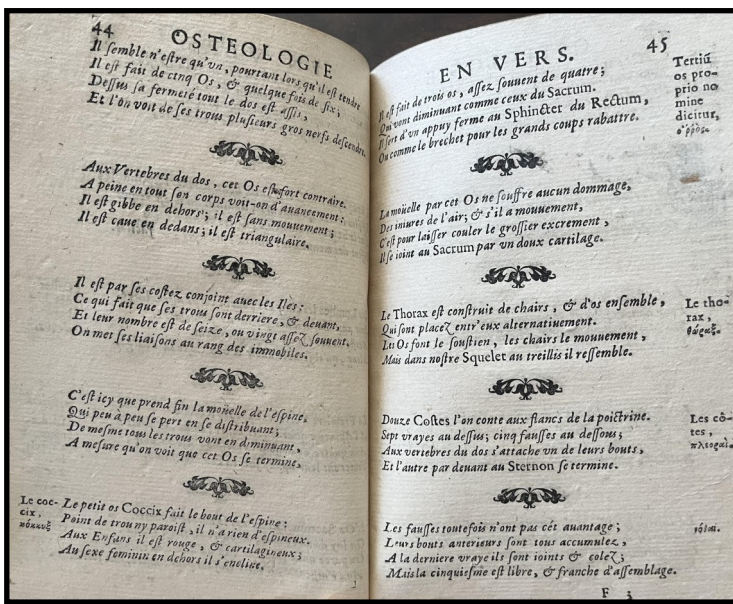 44
OSTEOLOGIE
Il semble n'estre qu'vn, pourtant lors qu'il est tendre
Il est fait de cinq Os, & quelque fois de six;
Dessus sa fermeté tout le dos est assis,
Et l'on voit de ses trous plusieurs gros nerfs descendre.
Aux Vertebres du dos, cet Os est fort contraire.
A peine en tout son corps voit-on d'auancement:
Il est gibbe en dehors; il est sans mouuement;
Il est caue en dedans; il est triangulaire.
Il est par ses costez conjoint auec les Iles;
Ce qui fait que ses trous sont derriere, & deuant,
Et leur nombre est de seize, ou vingt assez souuent.
On met ses liaisons au rang des immobiles.
C'est icy que prend fin la moüelle de l'espine,
Qui peu à peu se pert en se distribuant;
De mesme tous les trous vont en diminuant,
A mesure qu'on voit que cet Os se termine,
Le coc-
cix,
κόκκυξ
Le petit os Coccix fait le bout de l'espine:
Point de trou ny paroist, il n'a rien d'espineux.
Aux Enfans il est rouge, & cartilagineux;
Au sexe feminin en dehors il s'encline.
EN VERS.
45
Il est fait de trois os, assez souuent de quatre;
Qui vont diminuant comme ceux du Sacrum.
Il sert d'vn appuy ferme au Sphincter du Rectum,
Ou comme le brechet pour les grands coups rabattre.
Tertiū
os pro-
prio no
mine
dicitur,
La moüelle par cet Os ne souffre aucun dommage,
Des iniures de l'air; & s'il a mouuement,
C'est pour laisser couler le grossier excrement,
Il se ioint au Sacrum par vn doux cartilage.
Le Thorax est construit de chairs, & d'os ensemble,
Qui sont placez entr'eux alternatiuement.
Lu Os font le soustien, les chairs le mouuement,
Mais dans nostre Squelet au treillis il ressemble.
Le tho-
rax,
θώραξ.
Douze Costes l'on conte aux flancs de la poictrine.
Sept vrayes au dessus; cinq fausses au dessous;
Aux vertebres du dos s'attache vn de leurs bouts,
Et l'autre par deuant au Sternon se termine.
Les cô-
tes,
Les fausses toutefois n'ont pas cét auantage;
Leurs bouts anterieurs sont tous accumulez,
A la derniere vraye ils sont ioints & colez;
Mais la cinquiesme est libre, & franche d'assemblage.
F 3